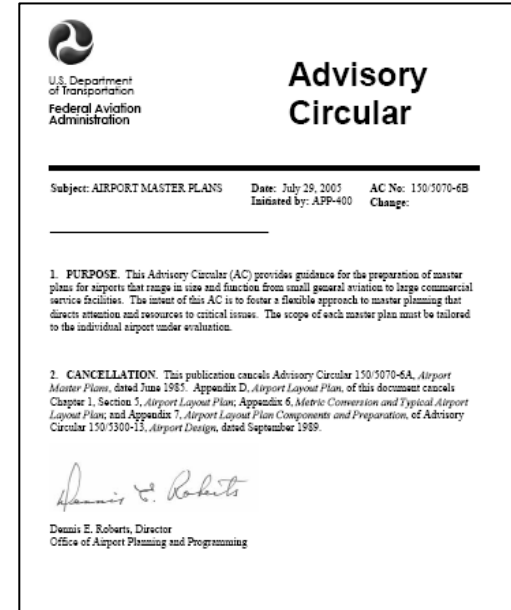 U.S. Department
of Transportation
Federal Aviation
Administration
Advisory
Circular
Subject: AIRPORT MASTER PLANS
Date: July 29, 2005
Initiated by: APP-400
AC No: 150/5070-6B
Change:
1. PURPOSE. This Advisory Circular (AC) provides guidance for the preparation of master
plans for airports that range in size and function from small general aviation to large commercial
service facilities. The intent of this AC is to foster a flexible approach to master planning that
directs attention and resources to critical issues. The scope of each master plan must be tailored
to the individual airport under evaluation.
2. CANCELLATION. This publication cancels Advisory Circular 150/5070-6A, Airport
Master Plans, dated June 1985. Appendix D, Airport Layout Plan, of this document cancels
Chapter 1, Section 5, Airport Layout Plan; Appendix 6, Metric Conversion and Typical Airport
Layout Plan; and Appendix 7, Airport Layout Plan Components and Preparation, of Advisory
Circular 150/5300-13, Airport Design, dated September 1989.
Dennis E. Roberts
Dennis E. Roberts, Director
Office of Airport Planning and Programming